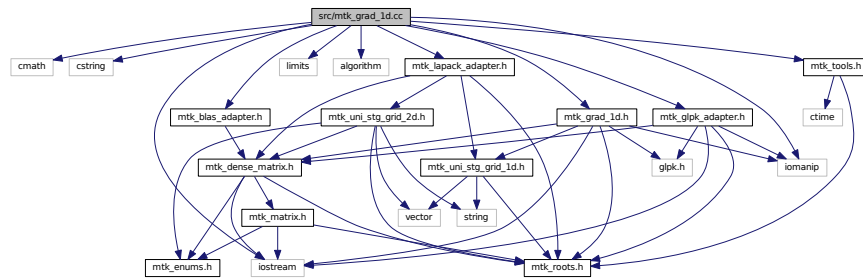 src/mtk_grad_1d.cc
cmath
cstring
limits
algorithm
mtk_lapack_adapter.h
mtk_tools.h
mtk_blas_adapter.h
mtk_uni_stg_grid_2d.h
mtk_grad_1d.h
mtk_glpk_adapter.h
ctime
mtk_dense_matrix.h
mtk_uni_stg_grid_1d.h
glpk.h
iomanip
mtk_matrix.h
vector
string
mtk_enums.h
iostream
mtk_roots.h